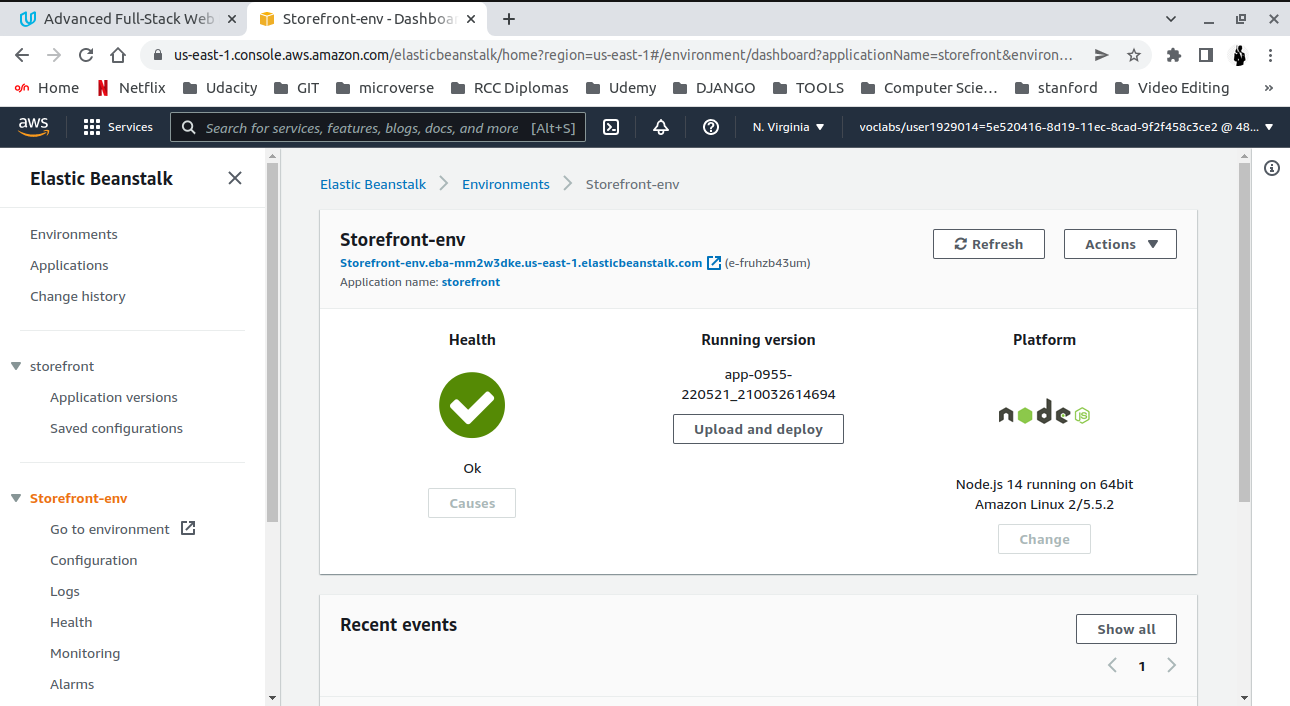 Advanced Full-Stack Web
Storefront-env - Dashboar
us-east-1.console.aws.amazon.com/elasticbeanstalk/home?region=us-east-1#/environment/dashboard?applicationName=storefront&environ...
Home Netflix Udacity GIT microverse RCC Diplomas Udemy DJANGO TOOLS Computer Scie... stanford Video Editing »
aws Services Search for services, features, blogs, docs, and more [Alt+S] N. Virginia voclabs/user1929014=5e520416-8d19-11ec-8cad-9f2f458c3ce2 @ 48...
Elastic Beanstalk
Environments
Applications
Change history
storefront
Application versions
Saved configurations
Storefront-env
Go to environment
Configuration
Logs
Health
Monitoring
Alarms
Elastic Beanstalk Environments Storefront-env
Storefront-env
Refresh Actions
Storefront-env.eba-mm2w3dke.us-east-1.elasticbeanstalk.com (e-fruhzb43um)
Application name: storefront
Health
Ok
Causes
Running version
app-0955-
220521_210032614694
Upload and deploy
Platform
node JS
Node.js 14 running on 64bit
Amazon Linux 2/5.5.2
Change
Recent events
Show all
1